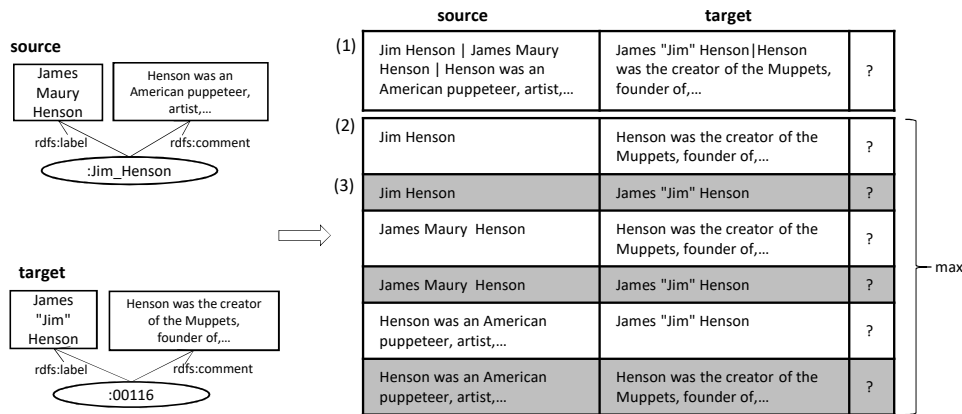 source
James
Maury
Henson
Henson was an
American puppeteer,
artist,...
rdfs:label
rdfs:comment
:Jim_Henson
target
James
"Jim"
Henson
Henson was the creator
of the Muppets,
founder of,...
rdfs:label
rdfs:comment
:00116
source
target
(1)
Jim Henson | James Maury
Henson | Henson was an
American puppeteer, artist,...
James "Jim" Henson|Henson
was the creator of the Muppets,
founder of,...
?
(2)
Jim Henson
Henson was the creator of the
Muppets, founder of,...
?
(3)
Jim Henson
James "Jim" Henson
?
James Maury Henson
Henson was the creator of the
Muppets, founder of,...
?
James Maury Henson
James "Jim" Henson
?
Henson was an American
puppeteer, artist,...
James "Jim" Henson
?
Henson was an American
puppeteer, artist,...
Henson was the creator of the
Muppets, founder of,...
?
max